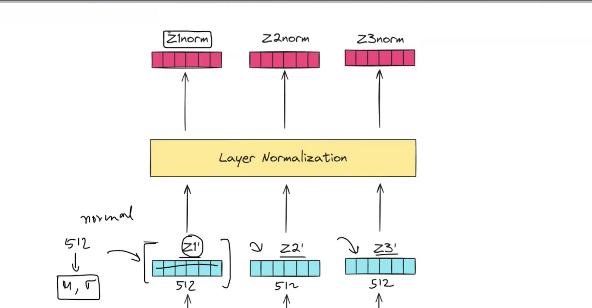 Z1norm Z2norm Z3norm
Layer Normalization
normal
512 Z1' Z2' Z3'
μ, σ 512 512 512